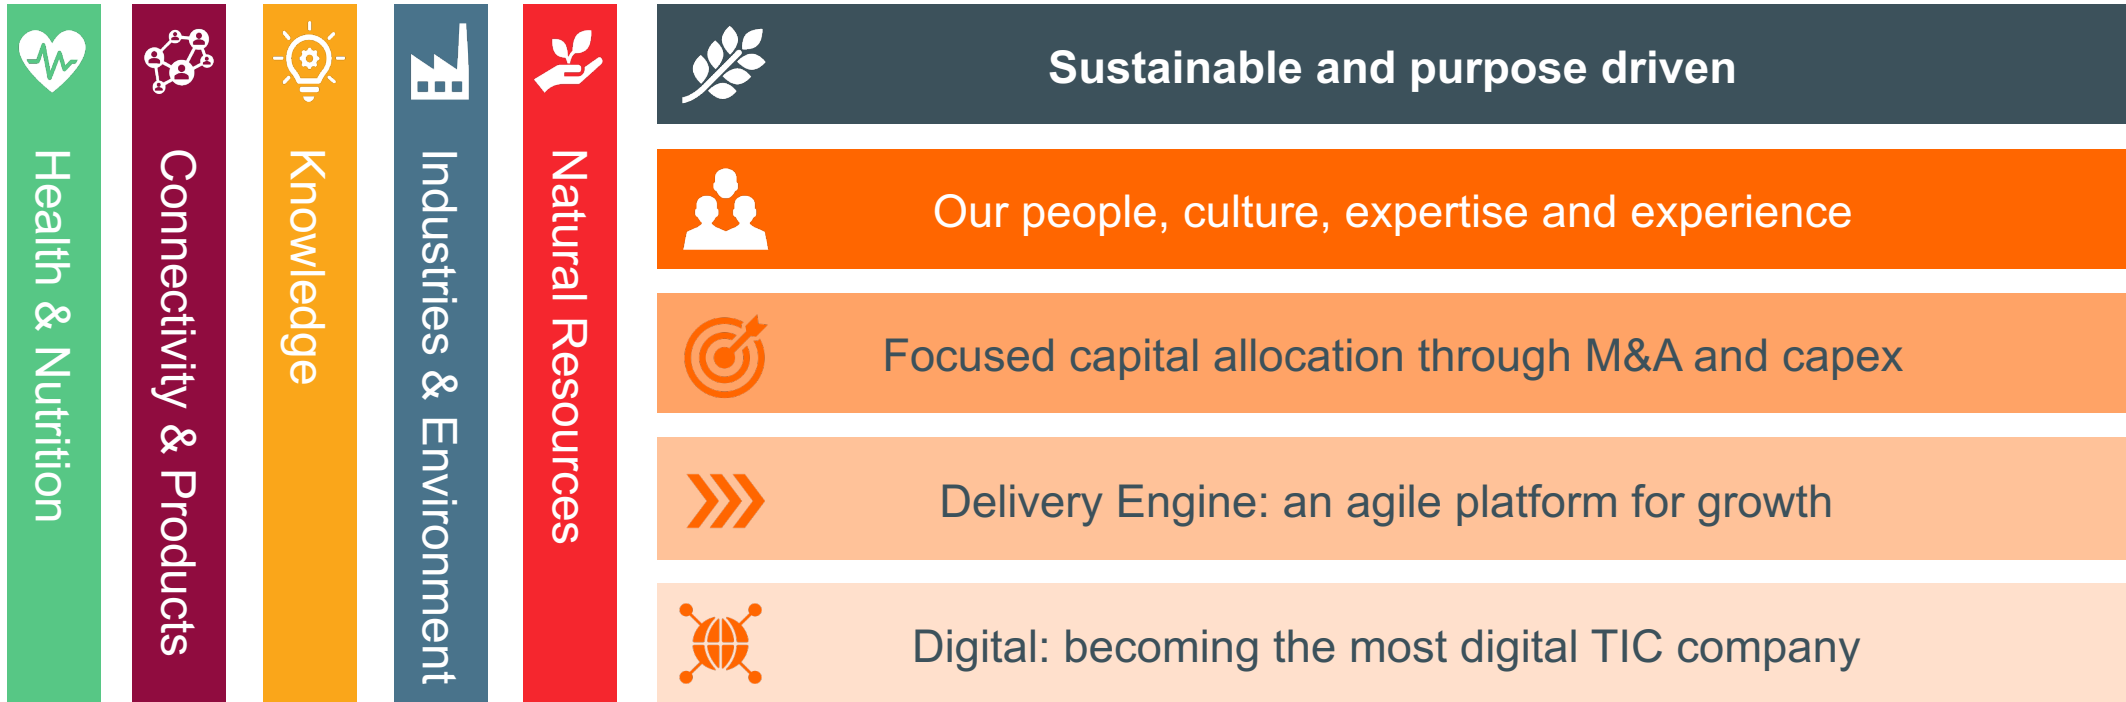 Health & Nutrition
Connectivity & Products
Knowledge
Industries & Environment
Natural Resources
Sustainable and purpose driven
Our people, culture, expertise and experience
Focused capital allocation through M&A and capex
Delivery Engine: an agile platform for growth
Digital: becoming the most digital TIC company